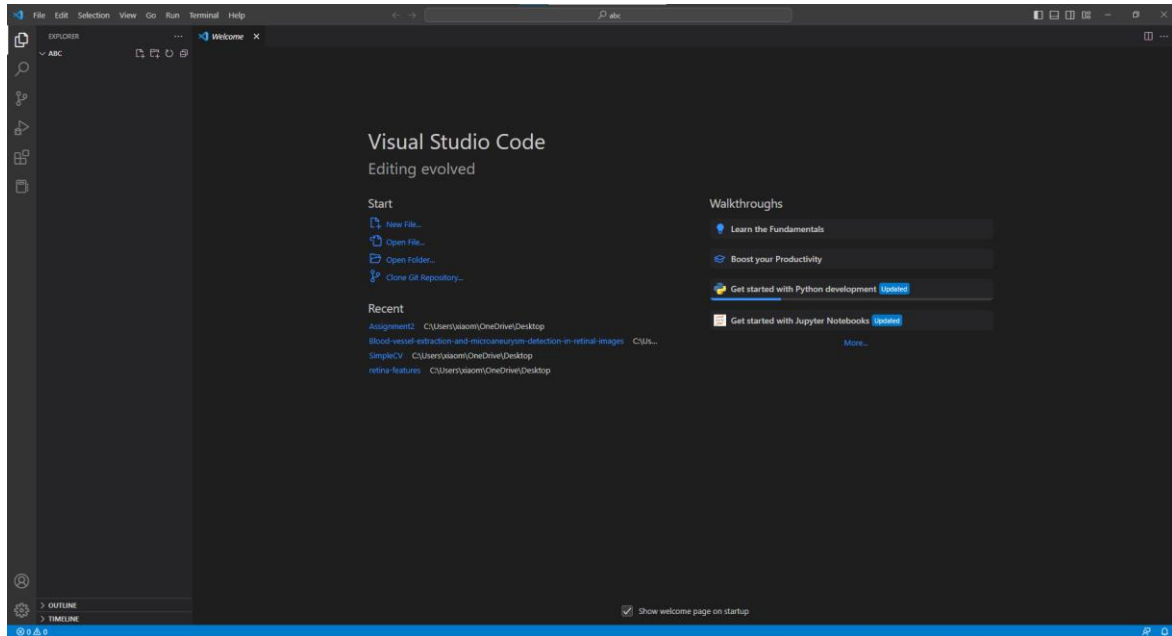 File Edit Selection View Go Run Terminal Help
abc
EXPLORER
Welcome
ABC
Visual Studio Code
Editing evolved
Start
New File...
Open File...
Open Folder...
Clone Git Repository...
Recent
Assignment2 C:\Users\xiaom\OneDrive\Desktop
Blood-vessel-extraction-and-microaneurysm-detection-in-retinal-images C:\Us...
SimpleCV C:\Users\xiaom\OneDrive\Desktop
retina-features C:\Users\xiaom\OneDrive\Desktop
Walkthroughs
Learn the Fundamentals
Boost your Productivity
Get started with Python development Updated
Get started with Jupyter Notebooks Updated
More...
Show welcome page on startup
OUTLINE
TIMELINE
0 0